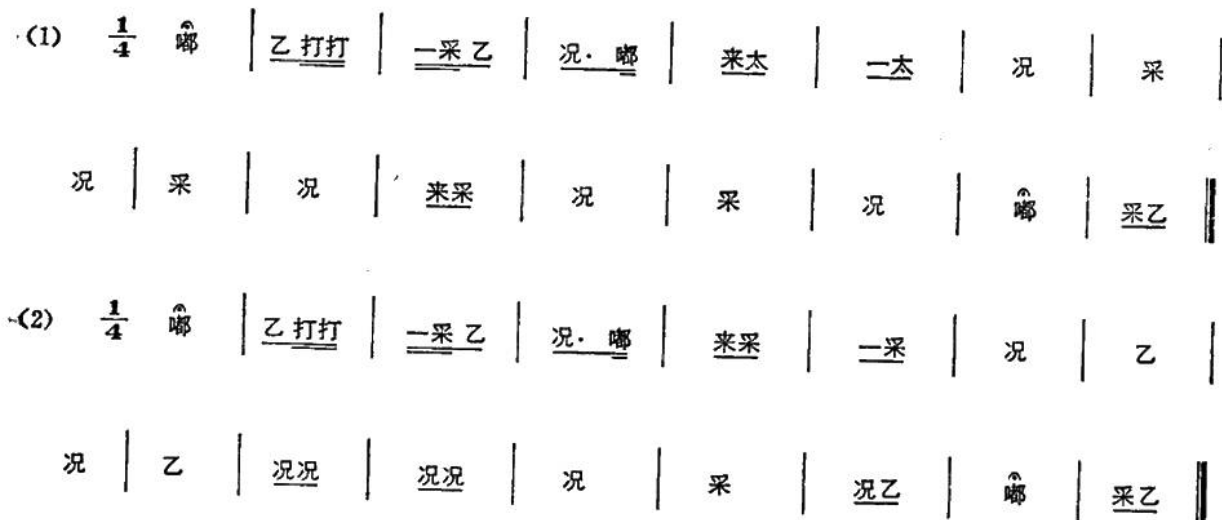 (1) 1/4 嘟 | 乙 打打 | 一采 乙 | 况· 嘟 | 来太 | 一太 | 况 | 采 |
况 | 采 | 况 | 来采 | 况 | 采 | 况 | 嘟 | 采乙 ‖
(2) 1/4 嘟 | 乙 打打 | 一采 乙 | 况· 嘟 | 来采 | 一采 | 况 | 乙 |
况 | 乙 | 况况 | 况况 | 况 | 采 | 况乙 | 嘟 | 采乙 ‖